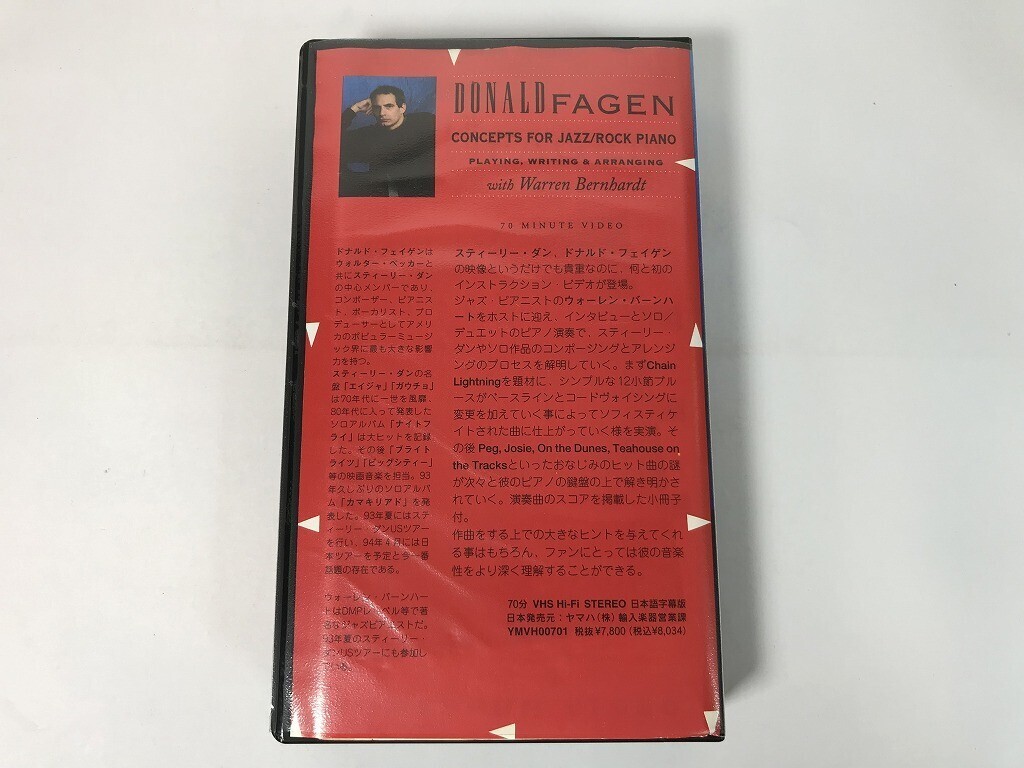 DONALD FAGEN
CONCEPTS FOR JAZZ/ROCK PIANO
PLAYING, WRITING & ARRANGING
with Warren Bernhardt
70 MINUTE VIDEO
ドナルド・フェイゲンは
ウォルター・ベッカーと
共にスティーリー・ダン
の中心メンバーであり、
コンポーザー、ピアニス
ト、ボーカリスト、プロ
デューサーとしてアメリ
カのポピュラーミュージ
ック界に最も大きな影響
力を持つ。
スティーリー・ダンの名
盤「エイジャ」「ガウチョ」
は70年代に一世を風靡、
80年代に入って発表した
ソロアルバム「ナイトフ
ライ」は大ヒットを記録
した。その後「ブライト
ライツ」「ビッグシティー」
等の映画音楽を担当。93
年久しぶりのソロアルバ
ム「カマキリアド」を発
表した。93年夏にはステ
ィーリー・ダンUSツアー
を行い、94年4月には日
本ツアーを予定と今一番
話題の存在である。
ウォーレン・バーンハー
トはDMPレーベル等で著
名なジャズピアニストだ。
93年夏のスティーリー・
ダンUSツアーにも参加し
ている。
スティーリー・ダン、ドナルド・フェイゲン
の映像というだけでも貴重なのに、何と初の
インストラクション・ビデオが登場。
ジャズ・ピアニストのウォーレン・バーンハ
ートをホストに迎え、インタビューとソロ／
デュエットのピアノ演奏で、スティーリー・
ダンやソロ作品のコンポージングとアレンジ
ングのプロセスを解明していく。まずChain
Lightningを題材に、シンプルな12小節ブル
ースがベースラインとコードヴォイシングに
変更を加えていく事によってソフィスティケ
イトされた曲に仕上がっていく様を実演。そ
の後 Peg, Josie, On the Dunes, Teahouse on
the Tracksといったおなじみのヒット曲の謎
が次々と彼のピアノの鍵盤の上で解き明かさ
れていく。演奏曲のスコアを掲載した小冊子
付。
作曲をする上での大きなヒントを与えてくれ
る事はもちろん、ファンにとっては彼の音楽
性をより深く理解することができる。
70分 VHS Hi-Fi STEREO 日本語字幕版
日本発売元：ヤマハ（株）輸入楽器営業課
YMVH00701 税抜¥7,800（税込¥8,034）